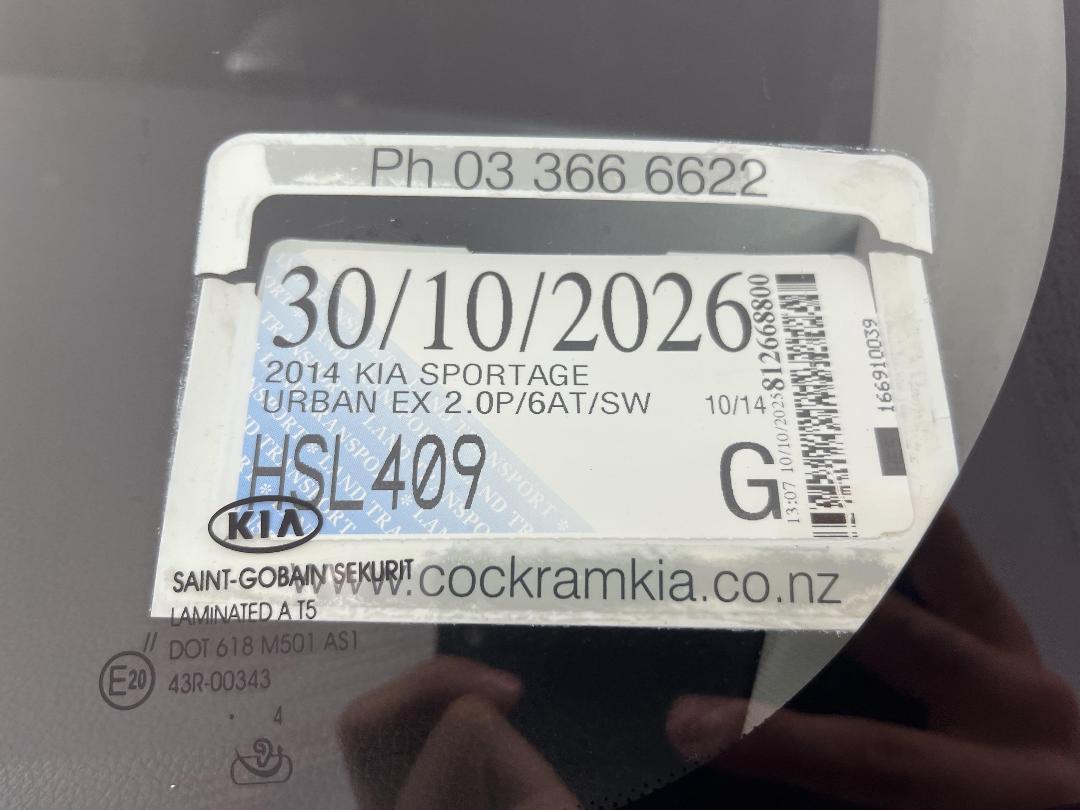 Ph 03 366 6622
30/10/2026
2014 KIA SPORTAGE
URBAN EX 2.0P/6AT/SW
10/14
HSL409
G
13:07 10/10/2025
812668800
166910039
KIA
SAINT-GOBAIN SEKURIT
www.cockramkia.co.nz
LAMINATED A T5
// DOT 618 M501 AS1
E20
43R-00343
. 4